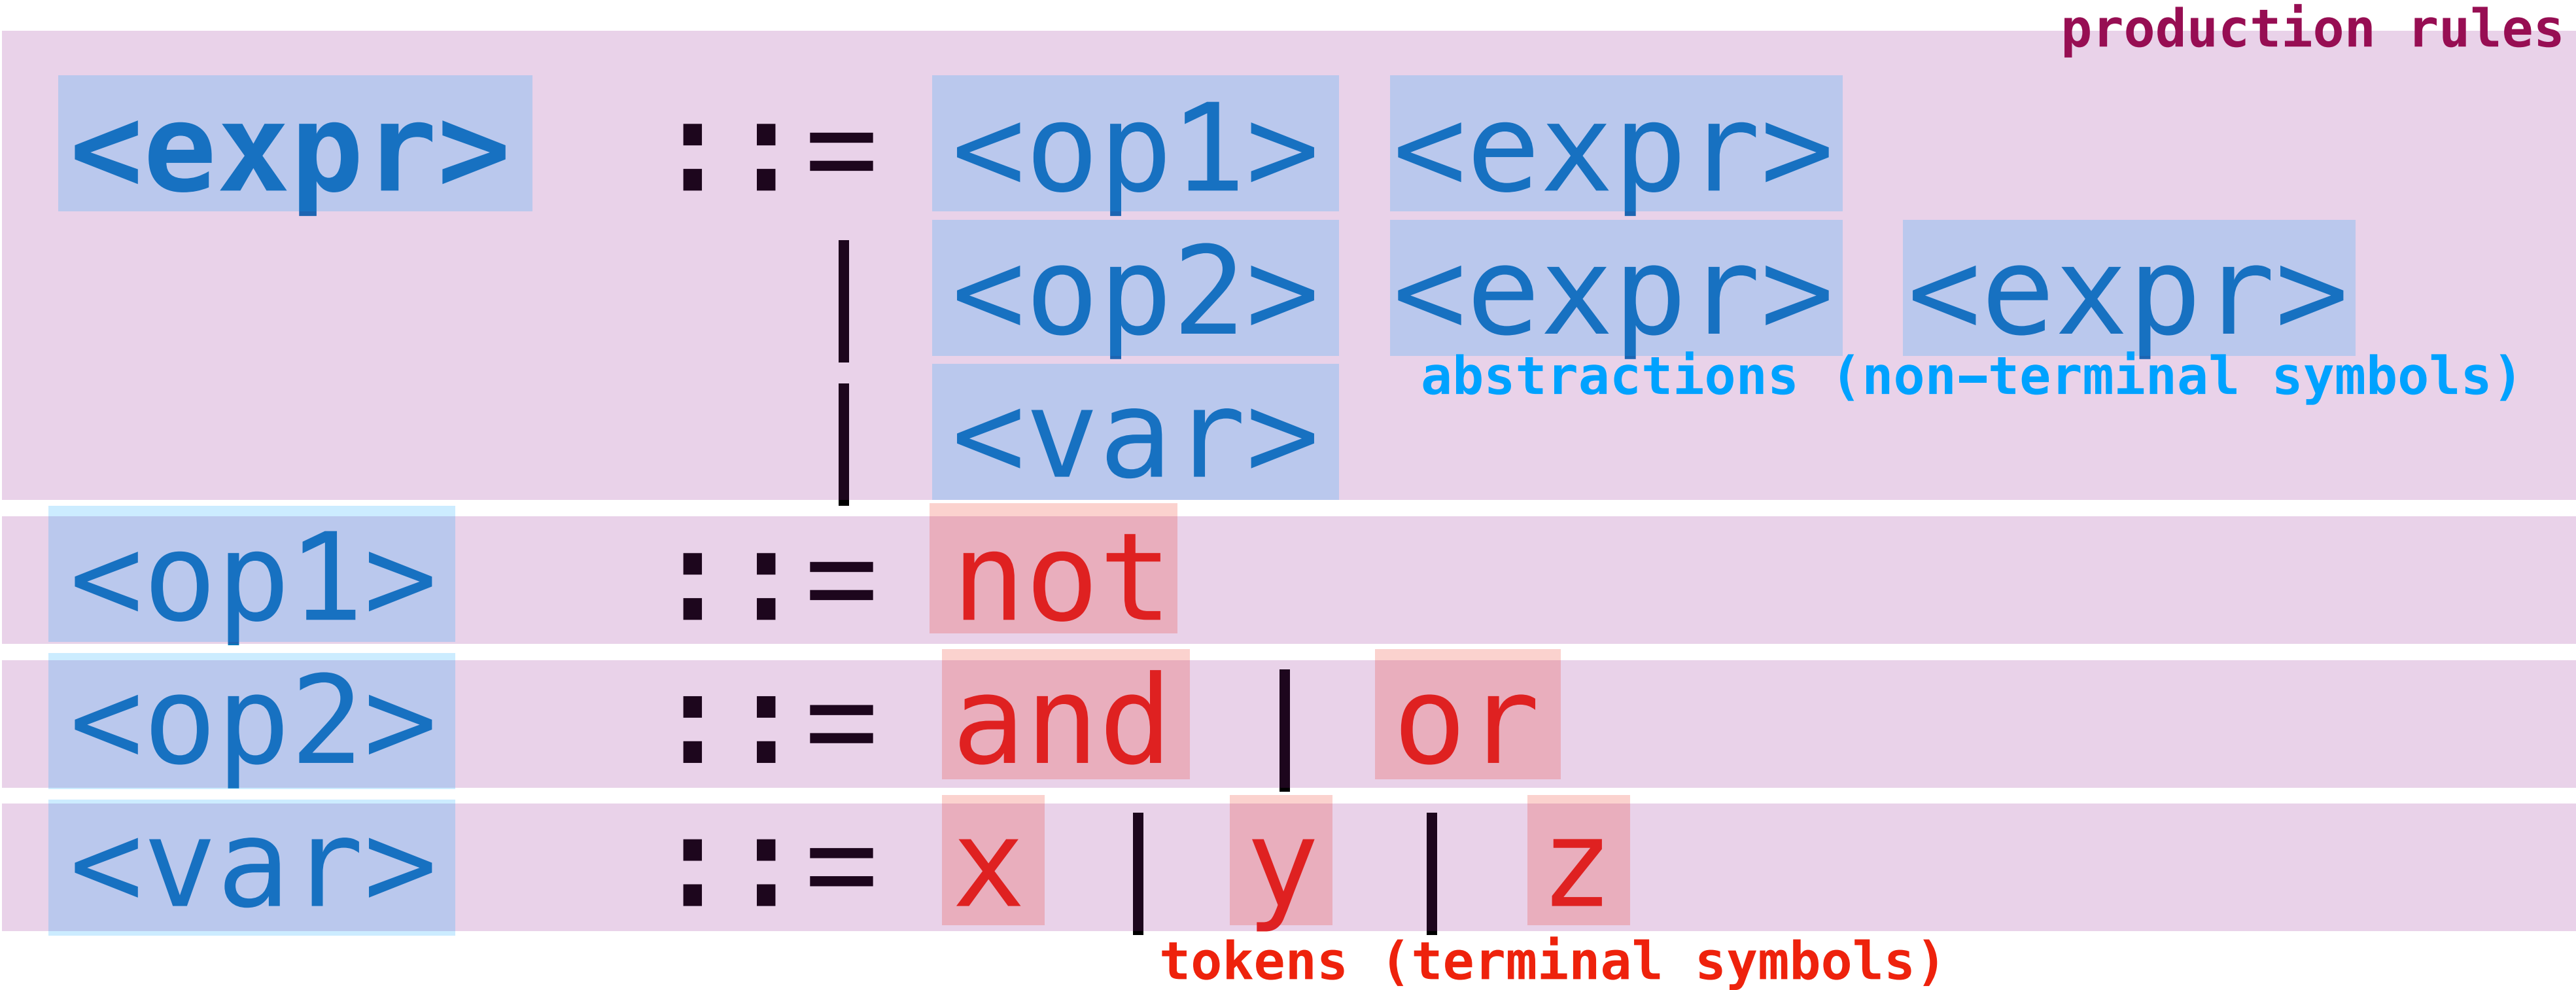 production rules
<expr> ::= <op1> <expr>
| <op2> <expr> <expr>
abstractions (non-terminal symbols)
| <var>
<op1> ::= not
<op2> ::= and | or
<var> ::= x | y | z
tokens (terminal symbols)